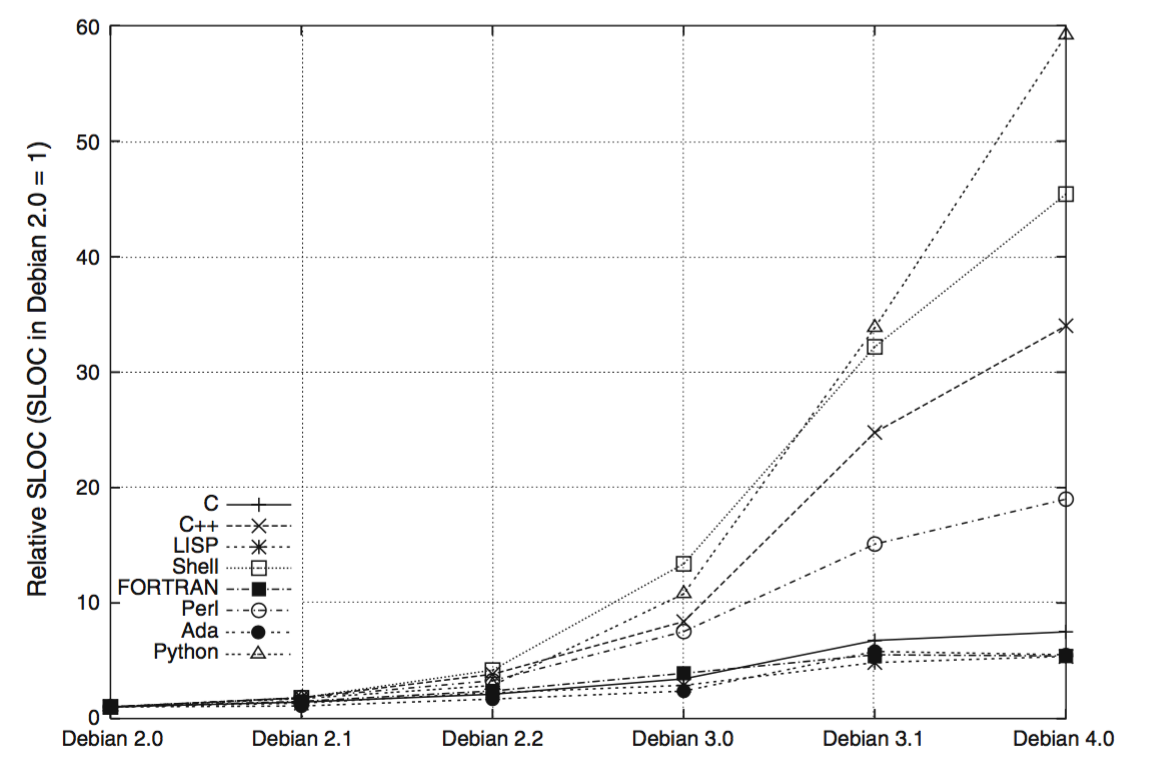 Relative SLOC (SLOC in Debian 2.0 = 1)
60
50
40
30
20
10
0
C
C++
LISP
Shell
FORTRAN
Perl
Ada
Python
Debian 2.0
Debian 2.1
Debian 2.2
Debian 3.0
Debian 3.1
Debian 4.0